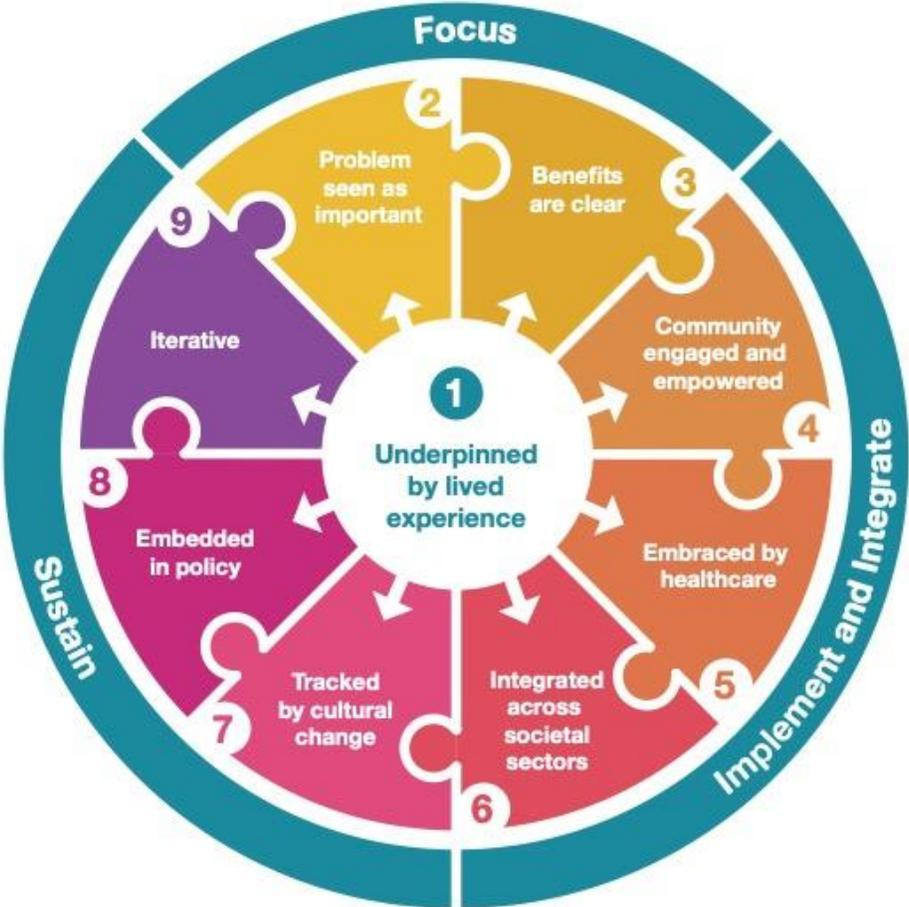 Focus
1
Underpinned
by lived
experience
2
Problem
seen as
important
3
Benefits
are clear
Implement and Integrate
4
Community
engaged and
empowered
5
Embraced by
healthcare
6
Integrated
across
societal
sectors
Sustain
7
Tracked
by cultural
change
8
Embedded
in policy
9
Iterative